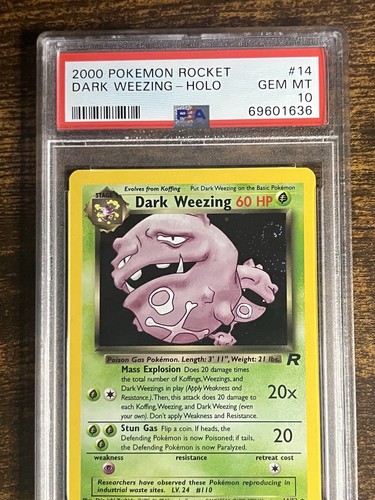 2000 POKEMON ROCKET #14
DARK WEEZING - HOLO GEM MT
10
PSA 69601636
STAGE 1 Evolves from Koffing Put Dark Weezing on the Basic Pokémon
Dark Weezing 60 HP
Poison Gas Pokémon. Length: 3' 11", Weight: 21 lbs.
R
Mass Explosion Does 20 damage times
the total number of Koffings, Weezings, and
Dark Weezings in play (Apply Weakness and
Resistance.) Then, this attack does 20 damage to
each Koffing, Weezing, and Dark Weezing (even
your own). Don't apply Weakness and Resistance.
20x
Stun Gas Flip a coin. If heads, the
Defending Pokémon is now Poisoned; if tails,
the Defending Pokémon is now Paralyzed.
20
weakness resistance retreat cost
Researchers have observed these Pokémon reproducing in
industrial waste sites. LV. 24 #110